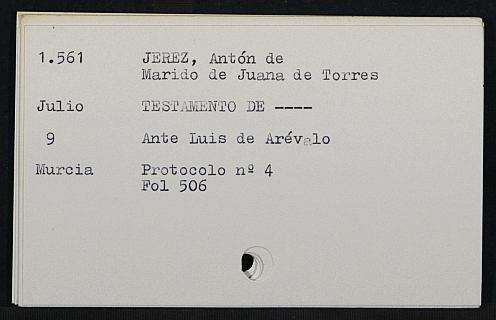 1.561 JEREZ, Antón de
Marido de Juana de Torres
Julio TESTAMENTO DE ----
9 Ante Luis de Arévalo
Murcia Protocolo nº 4
Fol 506